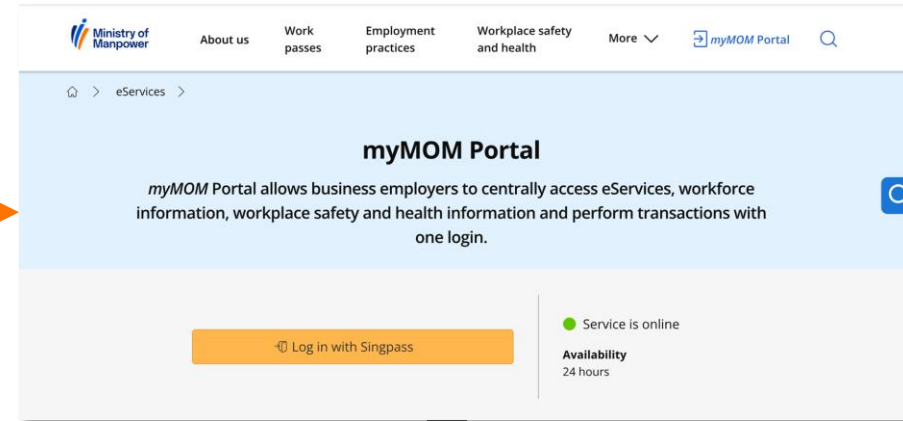 Ministry of
Manpower
About us
Work
passes
Employment
practices
Workplace safety
and health
More
myMOM Portal
eServices
myMOM Portal
myMOM Portal allows business employers to centrally access eServices, workforce
information, workplace safety and health information and perform transactions with
one login.
Log in with Singpass
Service is online
Availability
24 hours